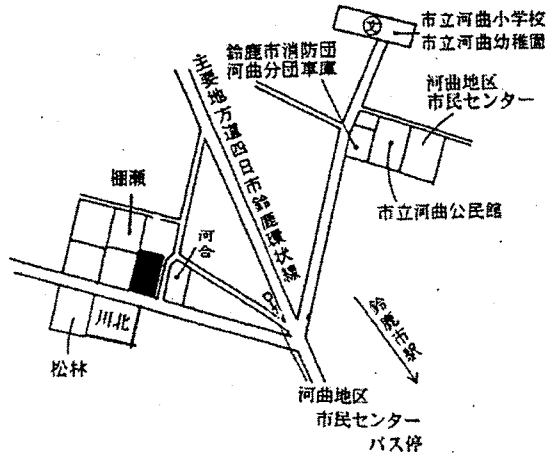 文
市立河曲小学校
市立河曲幼稚園
鈴鹿市消防団
河曲分団車庫
河曲地区
市民センター
主要地方道四日市鈴鹿環状線
市立河曲公民館
棚瀬
河合
川北
松林
鈴鹿市駅
河曲地区
市民センター
バス停